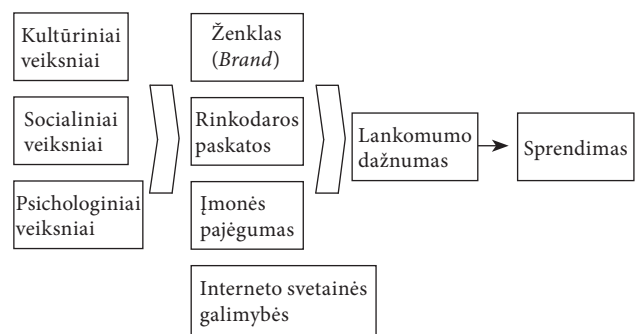 Kultūriniai
veiksniai
Socialiniai
veiksniai
Psichologiniai
veiksniai
Ženklas
(Brand)
Rinkodaros
paskatos
Įmonės
pajėgumas
Interneto svetainės
galimybės
Lankomumo
dažnumas
Sprendimas